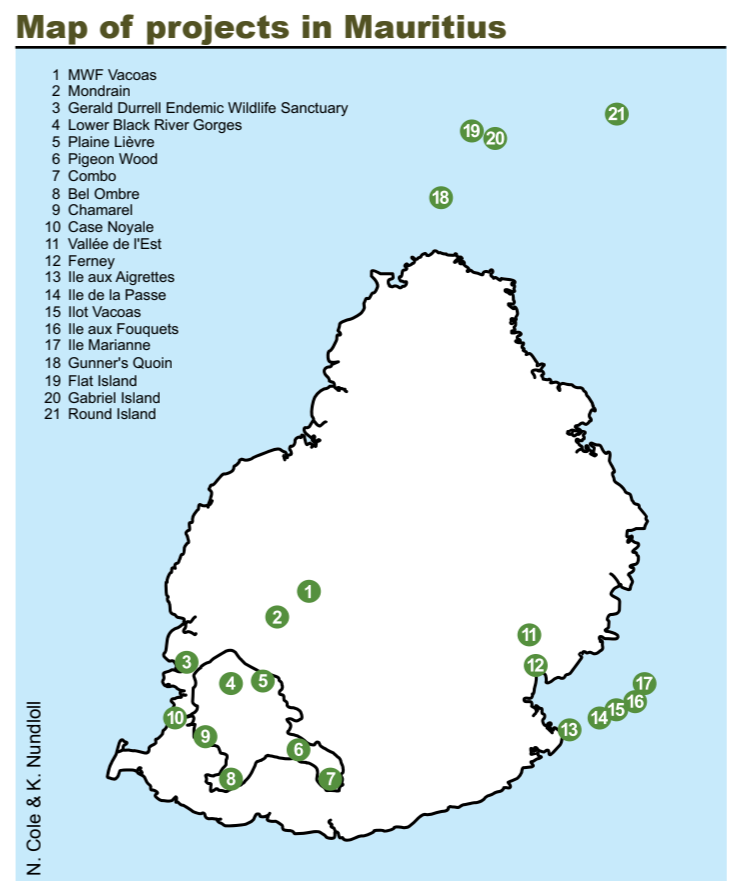 Map of projects in Mauritius
1 MWF Vacoas
2 Mondrain
3 Gerald Durrell Endemic Wildlife Sanctuary
4 Lower Black River Gorges
5 Plaine Lièvre
6 Pigeon Wood
7 Combo
8 Bel Ombre
9 Chamarel
10 Case Noyale
11 Vallée de l'Est
12 Ferney
13 Ile aux Aigrettes
14 Ile de la Passe
15 Ilot Vacoas
16 Ile aux Fouquets
17 Ile Marianne
18 Gunner's Quoin
19 Flat Island
20 Gabriel Island
21 Round Island
21
19
20
18
1
2
11
3
12
4
5
17
16
15
14
10
13
9
6
8
7
N. Cole & K. Nundloll